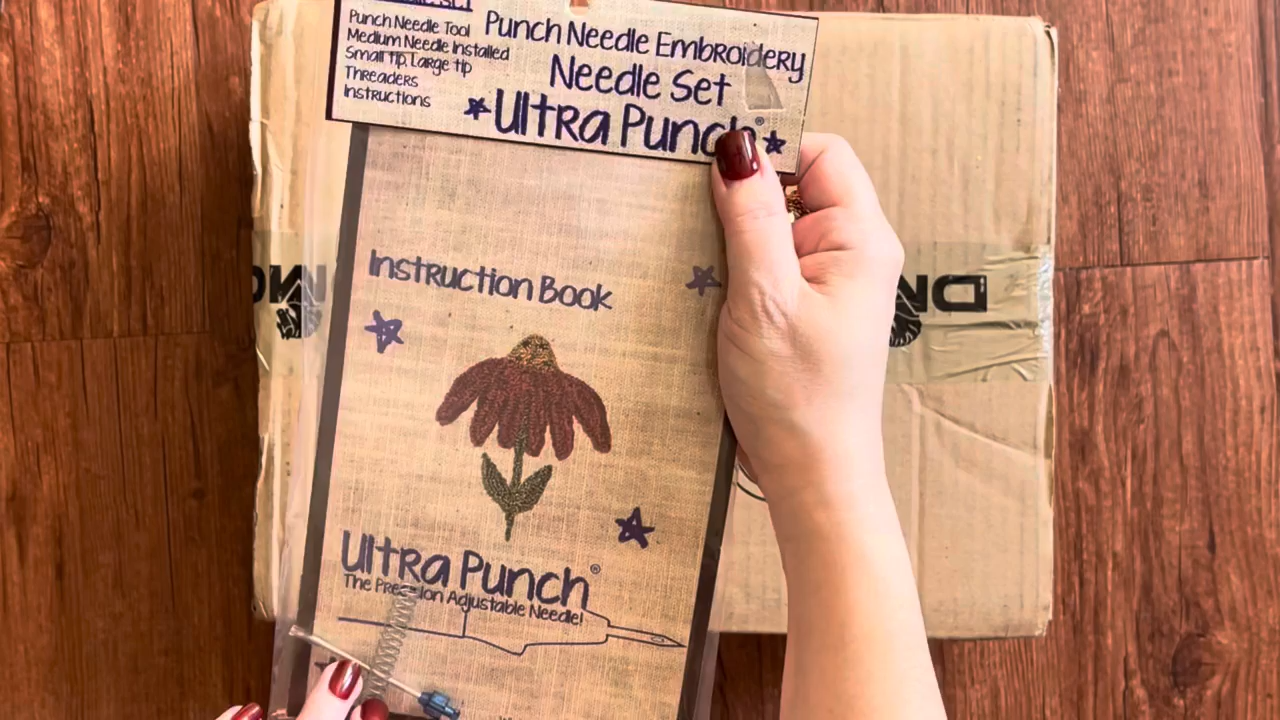 Punch Needle Tool
Medium Needle Installed
Small tip, Large tip
Threaders
Instructions
Punch Needle Embroidery
Needle Set
Ultra Punch®
Instruction Book
Ultra Punch®
The Precision Adjustable Needle!